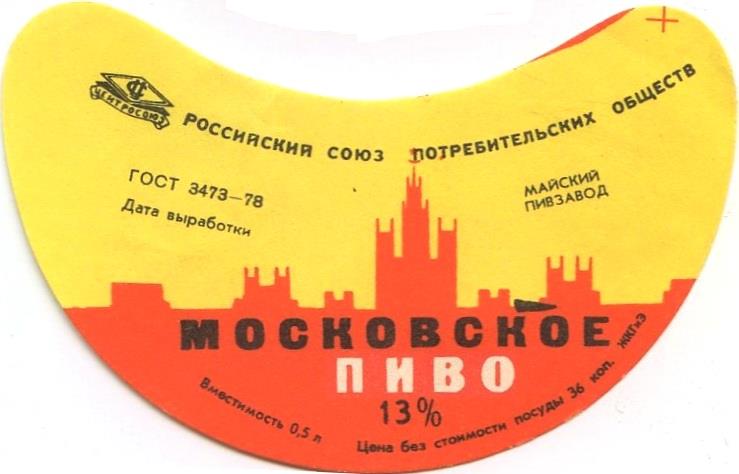 ЦЕНТРОСОЮЗ
РОССИЙСКИЙ СОЮЗ ПОТРЕБИТЕЛЬСКИХ ОБЩЕСТВ
ГОСТ 3473—78
Дата выработки
МАЙСКИЙ
ПИВЗАВОД
МОСКОВСКОЕ
ПИВО
13%
Вместимость 0,5 л
Цена без стоимости посуды 36 коп. ЖКГиЭ